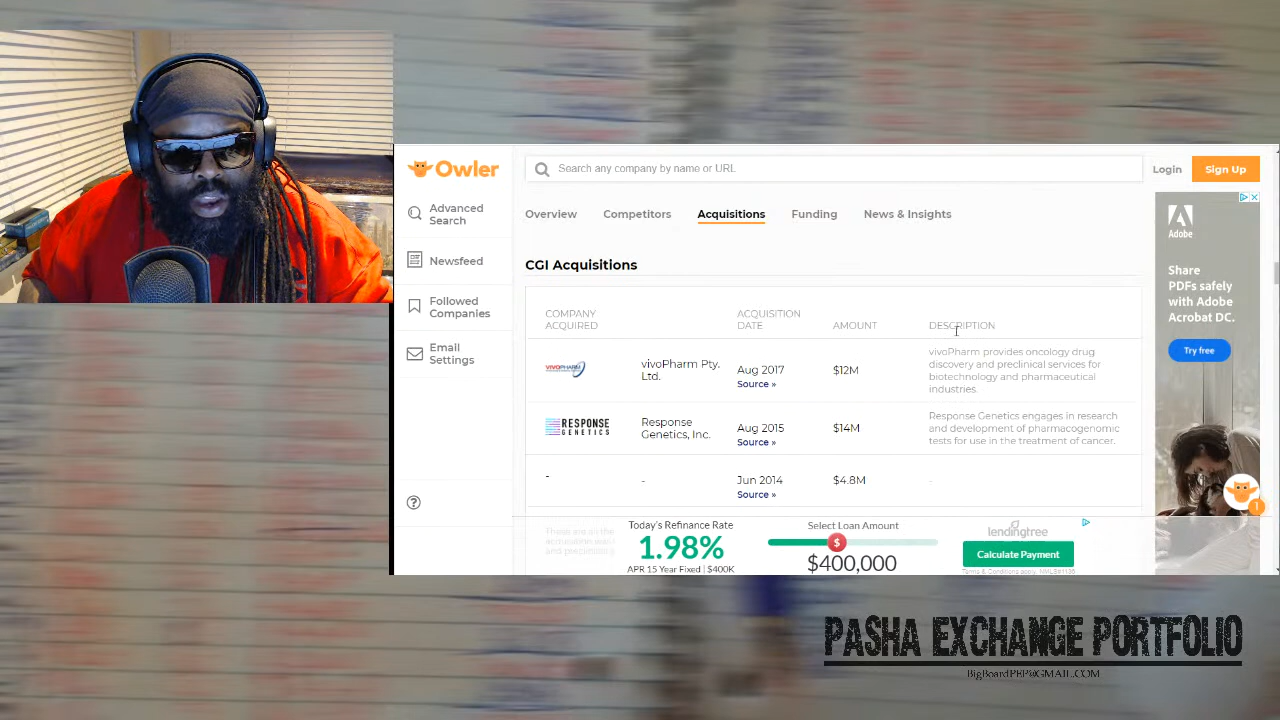 Owler
Search any company by name or URL
Login
Sign Up
Advanced
Search
Newsfeed
Followed
Companies
Email
Settings
Overview
Competitors
Acquisitions
Funding
News & Insights
CGI Acquisitions
COMPANY
ACQUIRED
ACQUISITION
DATE
AMOUNT
DESCRIPTION
VIVOPHARM
vivoPharm Pty.
Ltd.
Aug 2017
Source »
$12M
vivoPharm provides oncology drug
discovery and preclinical services for
biotechnology and pharmaceutical
industries.
RESPONSE
GENETICS
Response
Genetics, Inc.
Aug 2015
Source »
$14M
Response Genetics engages in research
and development of pharmacogenomic
tests for use in the treatment of cancer.
-
-
Jun 2014
Source »
$4.8M
-
Today's Refinance Rate
1.98%
APR 15 Year Fixed | $400K
Select Loan Amount
$
$400,000
lendingtree
Calculate Payment
Adobe
Share
PDFs safely
with Adobe
Acrobat DC.
Try free
1
PASHA EXCHANGE PORTFOLIO
BigBoardPEP@GMAIL.COM